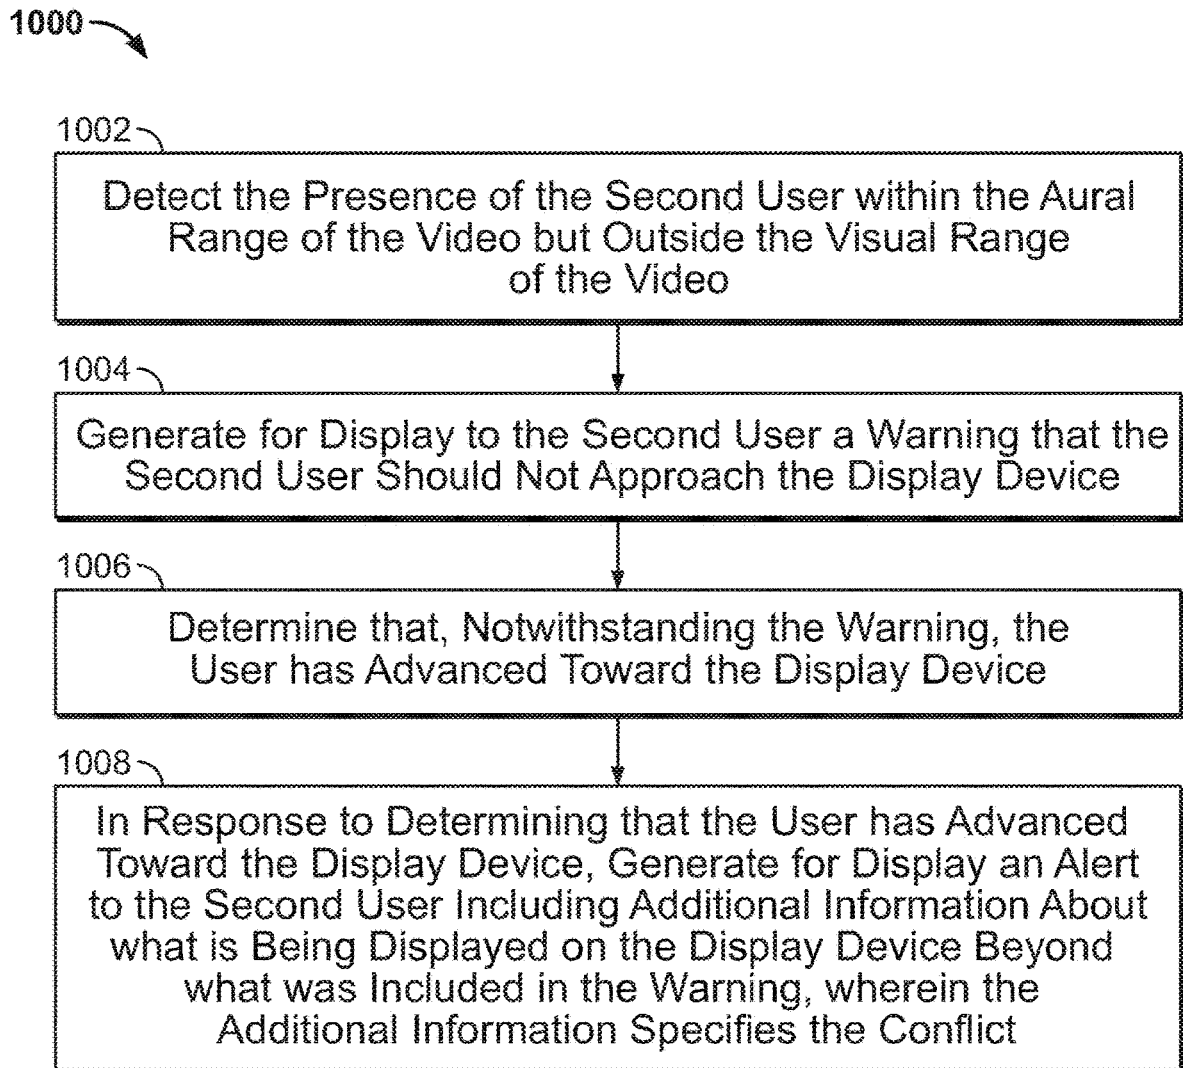 1000
1002
Detect the Presence of the Second User within the Aural
Range of the Video but Outside the Visual Range
of the Video
1004
Generate for Display to the Second User a Warning that the
Second User Should Not Approach the Display Device
1006
Determine that, Notwithstanding the Warning, the
User has Advanced Toward the Display Device
1008
In Response to Determining that the User has Advanced
Toward the Display Device, Generate for Display an Alert
to the Second User Including Additional Information About
what is Being Displayed on the Display Device Beyond
what was Included in the Warning, wherein the
Additional Information Specifies the Conflict